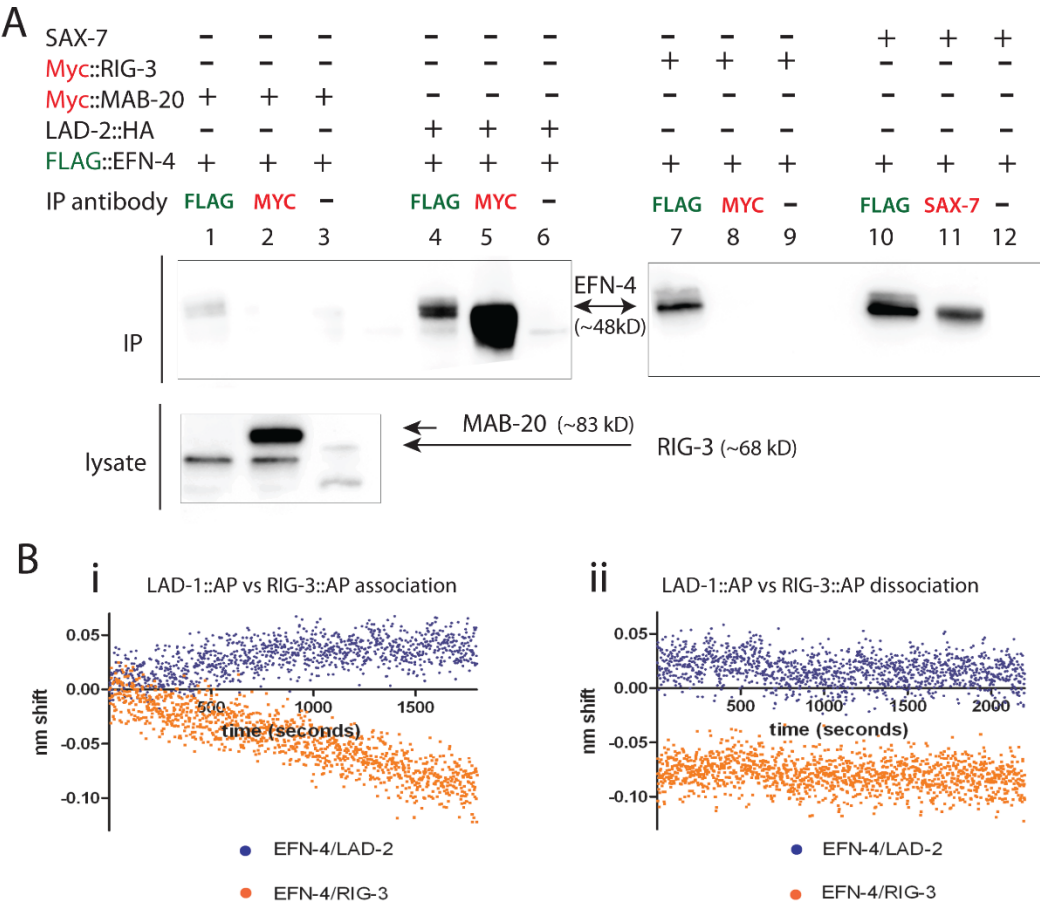 A
SAX-7 – – – – – – – – – + + +
Myc::RIG-3 – – – – – – + + + – – –
Myc::MAB-20 + + + – – – – – – – – –
LAD-2::HA – – – + + + – – – – – –
FLAG::EFN-4 + + + + + + + + + + + +
IP antibody FLAG MYC – FLAG MYC – FLAG MYC – FLAG SAX-7 –
1 2 3 4 5 6 7 8 9 10 11 12
IP
EFN-4
(~48kD)
lysate
MAB-20 (~83 kD)
RIG-3 (~68 kD)
B
i
LAD-1::AP vs RIG-3::AP association
nm shift
0.05
0.00
-0.05
-0.10
500 1000 1500
time (seconds)
EFN-4/LAD-2
EFN-4/RIG-3
ii
LAD-1::AP vs RIG-3::AP dissociation
nm shift
0.05
0.00
-0.05
-0.10
500 1000 1500 2000
time (seconds)
EFN-4/LAD-2
EFN-4/RIG-3